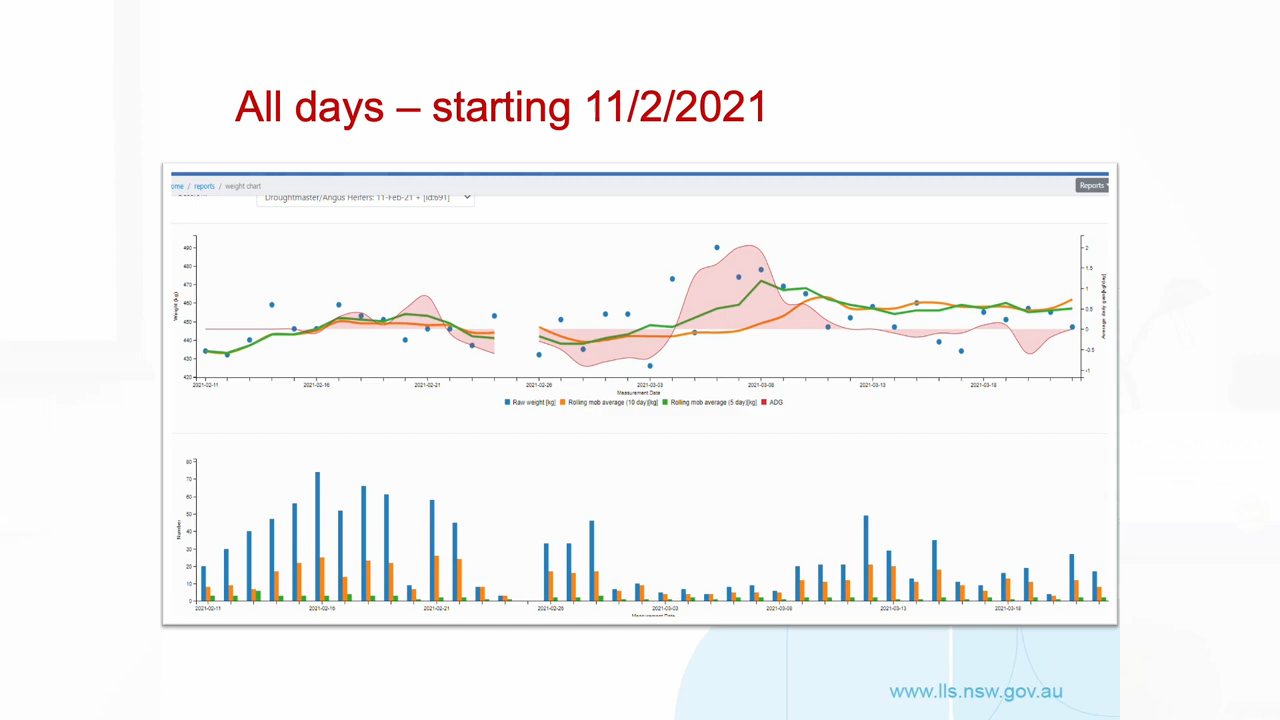 All days – starting 11/2/2021
ome / reports / weight chart
Reports
Droughtmaster/Angus Heifers: 11-Feb-21 + [id:691]
490
480
470
460
450
440
430
420
Weight (kg)
2
1.5
1
0.5
0
-0.5
-1
Average daily gain(kg/day)
2021-02-11
2021-02-16
2021-02-21
2021-02-26
2021-03-03
2021-03-08
2021-03-13
2021-03-18
Measurement Date
Raw weight [kg]
Rolling mob average (10 day)[kg]
Rolling mob average (5 day)[kg]
ADG
80
70
60
50
40
30
20
10
0
Number
2021-02-11
2021-02-16
2021-02-21
2021-02-26
2021-03-03
2021-03-08
2021-03-13
2021-03-18
Measurement Date
www.lls.nsw.gov.au